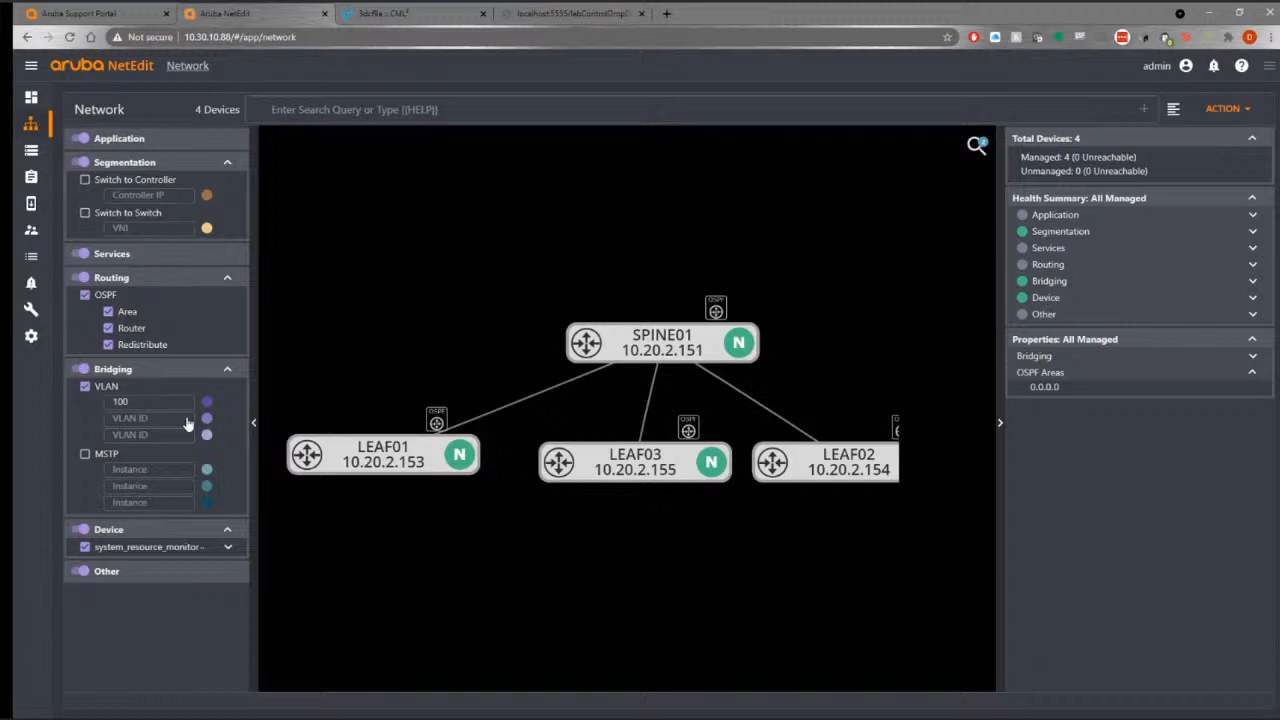 Aruba Support Portal
Aruba NetEdit
localhost:5555/labControlDropD
Not secure
10.30.10.88/#/app/network
aruba NetEdit
Network
admin
Network
4 Devices
Enter Search Query or Type {{HELP}}
ACTION
Application
Segmentation
Switch to Controller
Controller IP
Switch to Switch
VNI
Services
Routing
OSPF
Area
Router
Redistribute
Bridging
VLAN
100
VLAN ID
VLAN ID
MSTP
Instance
Instance
Instance
Device
system_resource_monitor
Other
OSPF
SPINE01
10.20.2.151
N
OSPF
LEAF01
10.20.2.153
N
OSPF
LEAF03
10.20.2.155
N
LEAF02
10.20.2.154
Total Devices: 4
Managed: 4 (0 Unreachable)
Unmanaged: 0 (0 Unreachable)
Health Summary: All Managed
Application
Segmentation
Services
Routing
Bridging
Device
Other
Properties: All Managed
Bridging
OSPF Areas
0.0.0.0